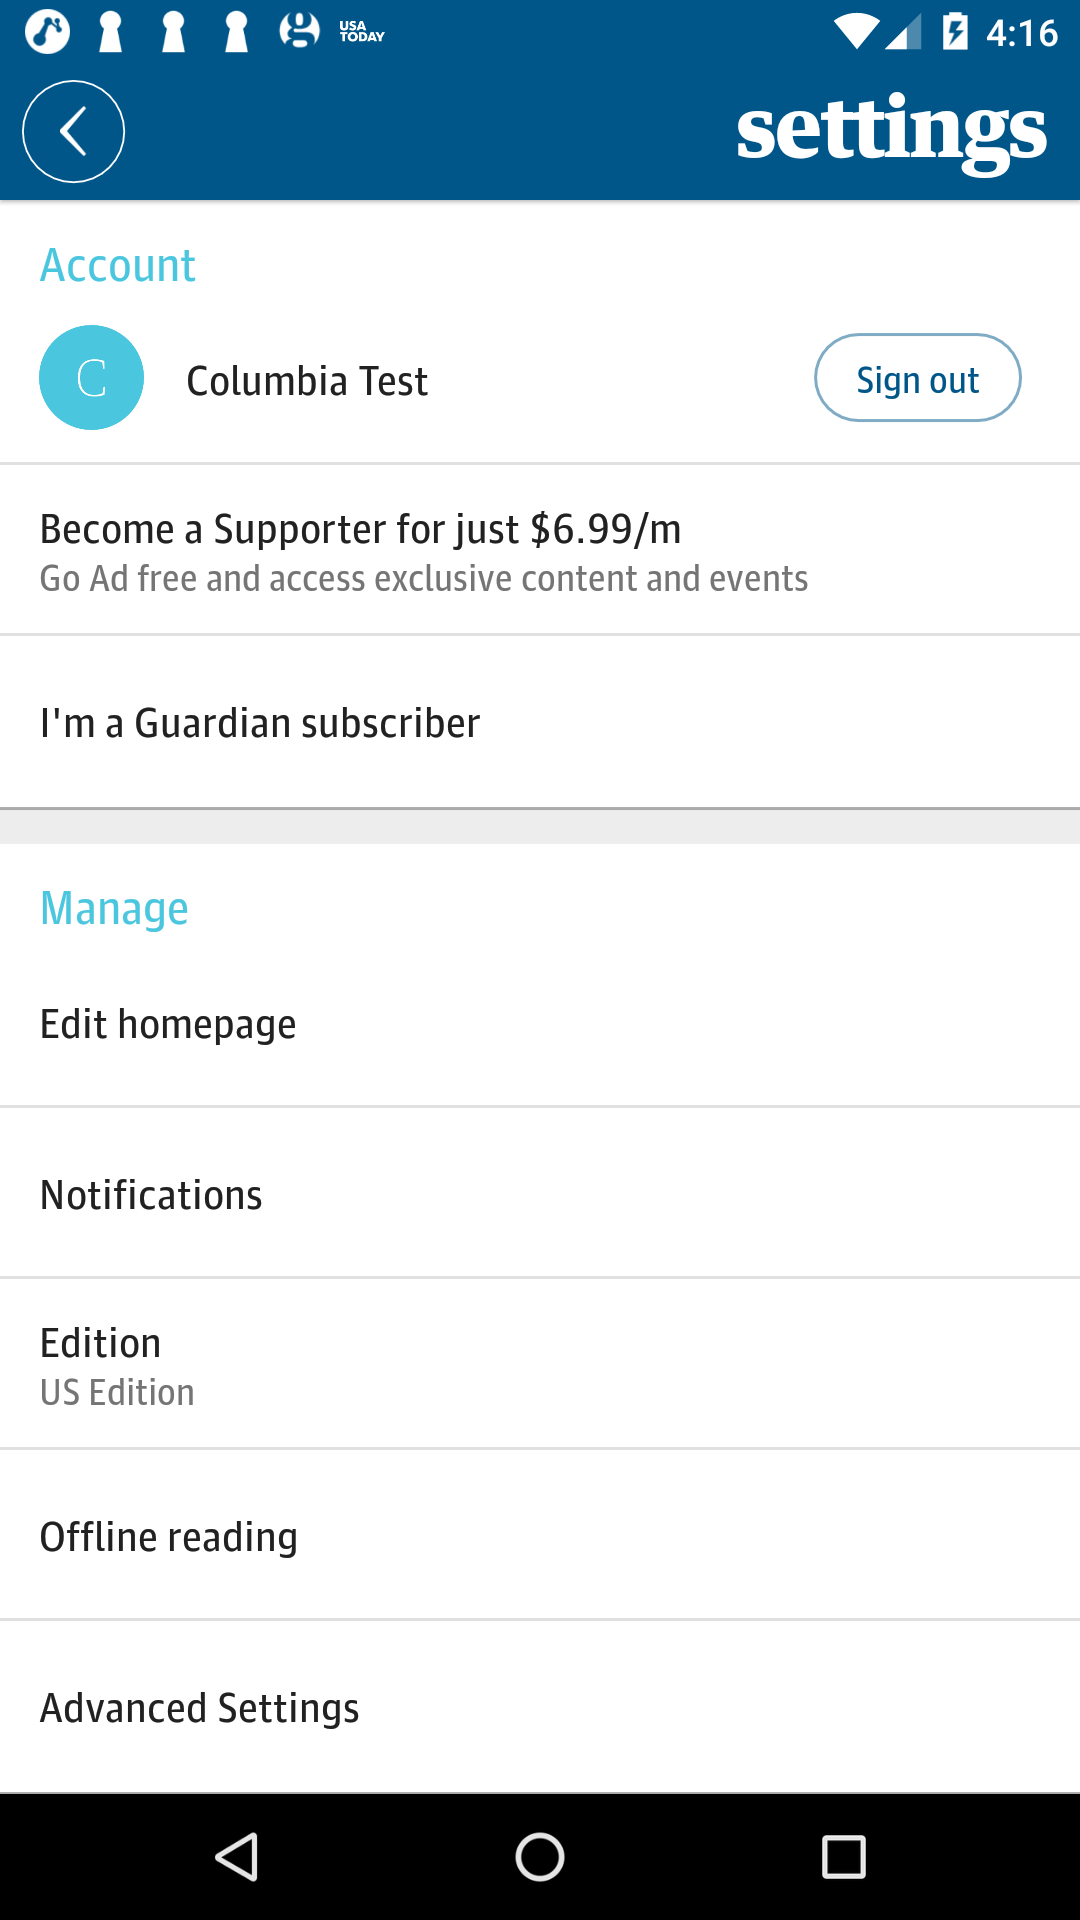 USA
TODAY
4:16
settings
Account
C
Columbia Test
Sign out
Become a Supporter for just $6.99/m
Go Ad free and access exclusive content and events
I'm a Guardian subscriber
Manage
Edit homepage
Notifications
Edition
US Edition
Offline reading
Advanced Settings